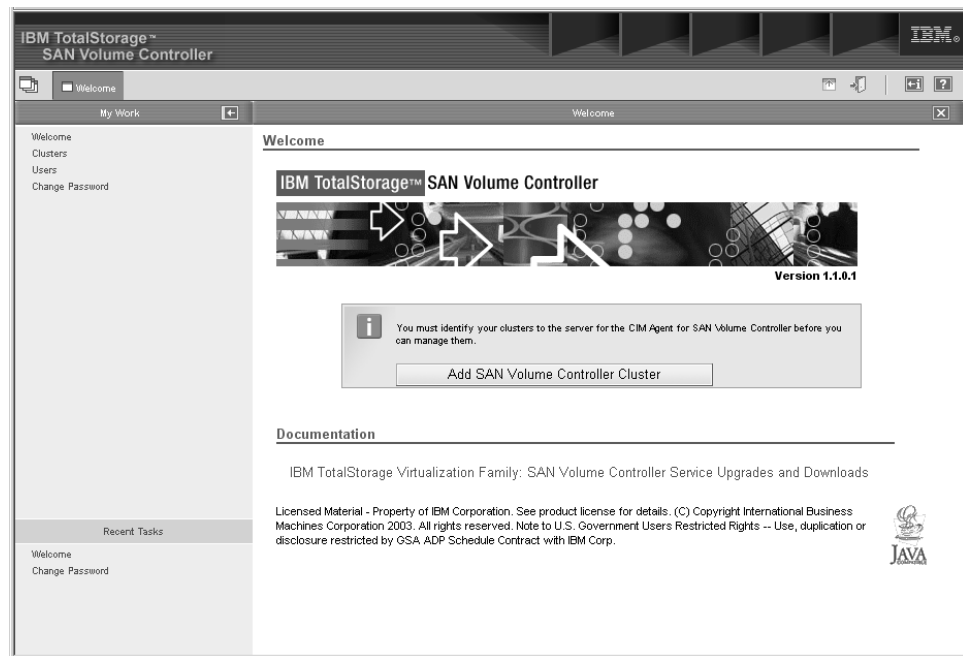 IBM TotalStorage™
SAN Volume Controller
IBM®
Welcome
My Work
Welcome
Welcome
Clusters
Users
Change Password
Recent Tasks
Welcome
Change Password
Welcome
IBM TotalStorage™ SAN Volume Controller
Version 1.1.0.1
You must identify your clusters to the server for the CIM Agent for SAN Volume Controller before you
can manage them.
Add SAN Volume Controller Cluster
Documentation
IBM TotalStorage Virtualization Family: SAN Volume Controller Service Upgrades and Downloads
Licensed Material - Property of IBM Corporation. See product license for details. (C) Copyright International Business
Machines Corporation 2003. All rights reserved. Note to U.S. Government Users Restricted Rights -- Use, duplication or
disclosure restricted by GSA ADP Schedule Contract with IBM Corp.
JAVA
COMPATIBLE